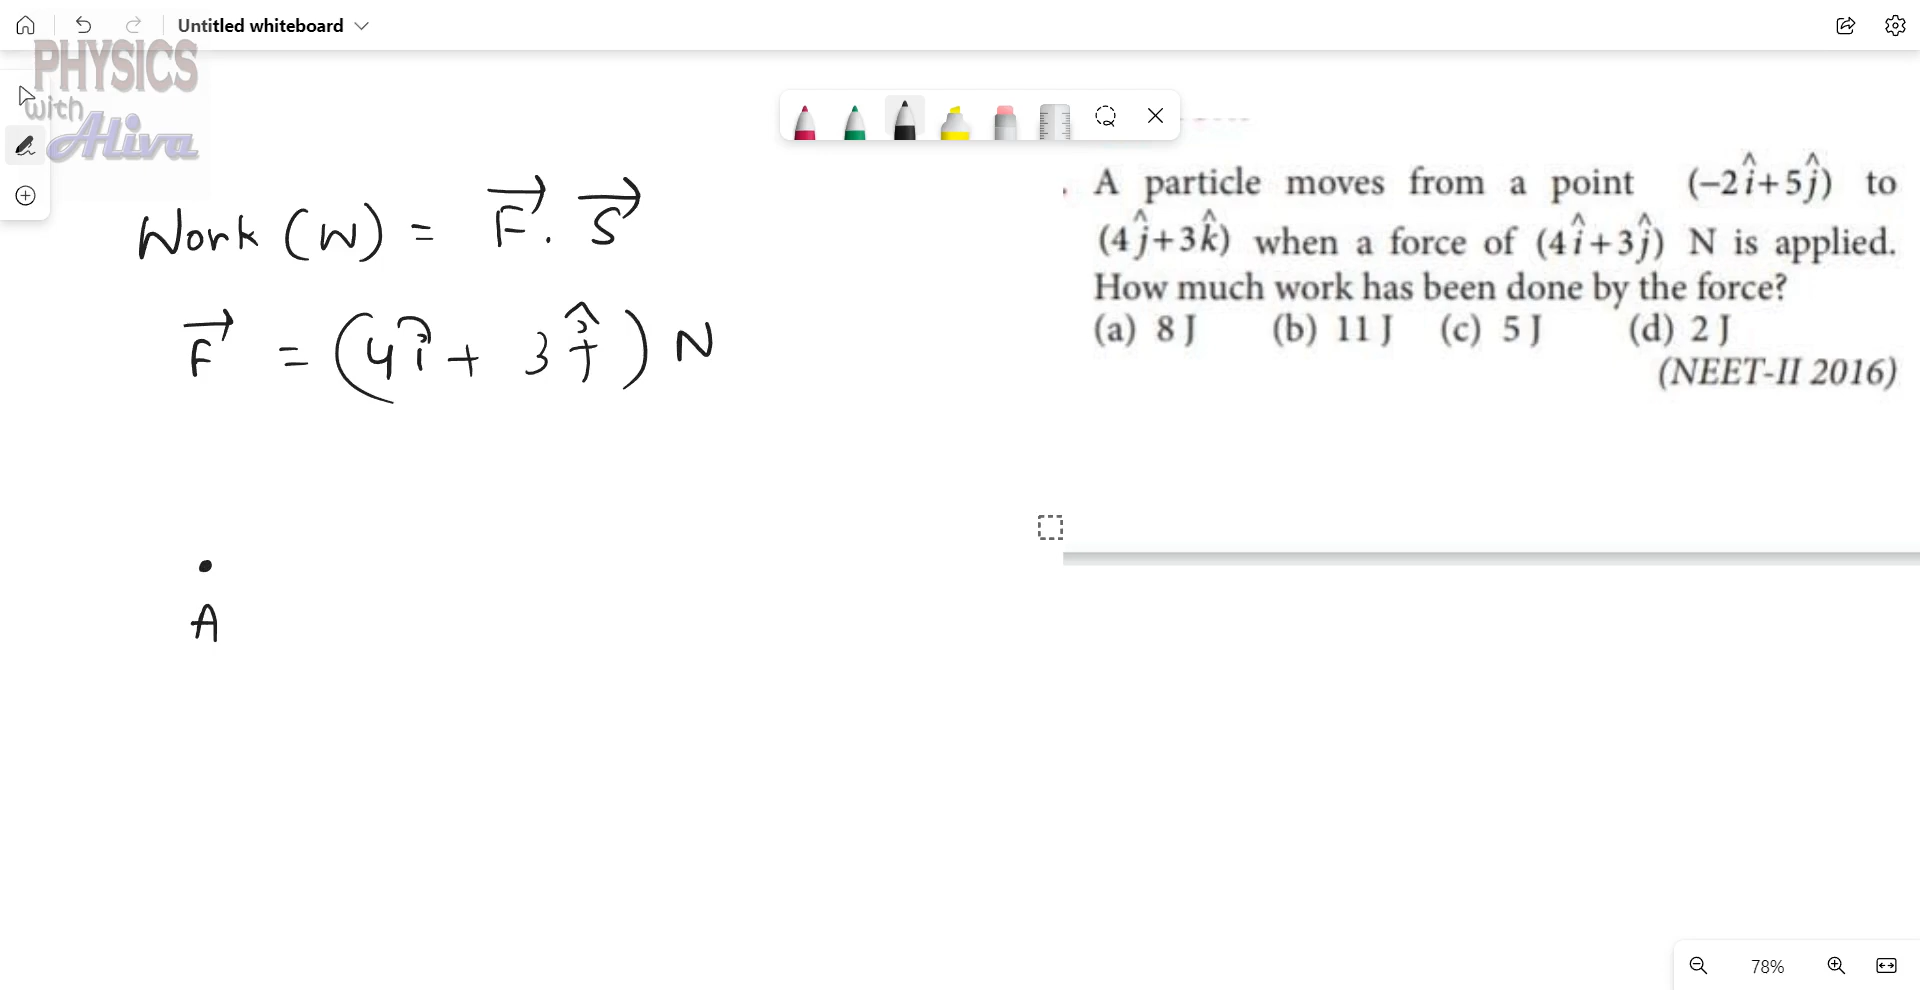 Untitled whiteboard
PHYSICS
with
Aliva
Work (W) = F⃗ . S⃗
F⃗ = (4î + 3ĵ) N
A
A particle moves from a point (−2î+5ĵ) to
(4ĵ+3k̂) when a force of (4î+3ĵ) N is applied.
How much work has been done by the force?
(a) 8 J (b) 11 J (c) 5 J (d) 2 J
(NEET-II 2016)
78%